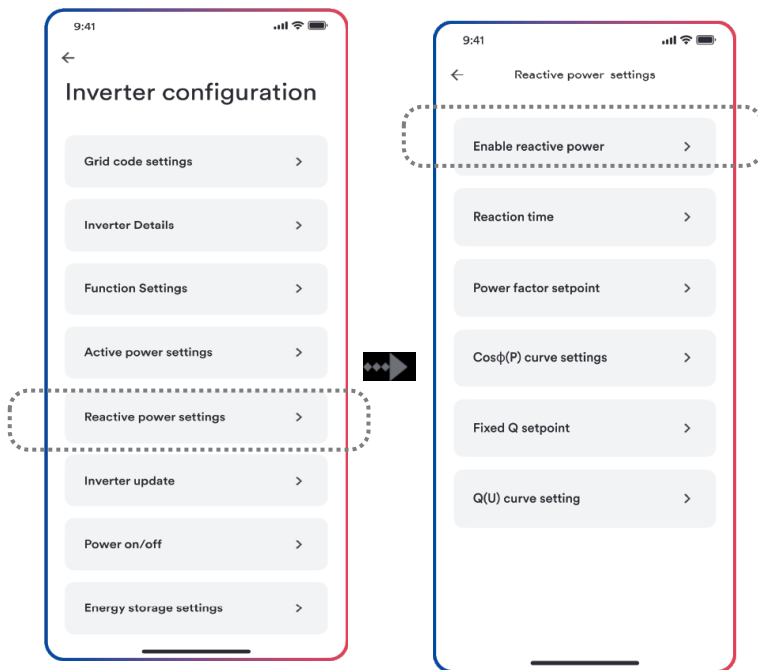 9:41
Inverter configuration
Grid code settings
Inverter Details
Function Settings
Active power settings
Reactive power settings
Inverter update
Power on/off
Energy storage settings
9:41
Reactive power settings
Enable reactive power
Reaction time
Power factor setpoint
Cosϕ(P) curve settings
Fixed Q setpoint
Q(U) curve setting